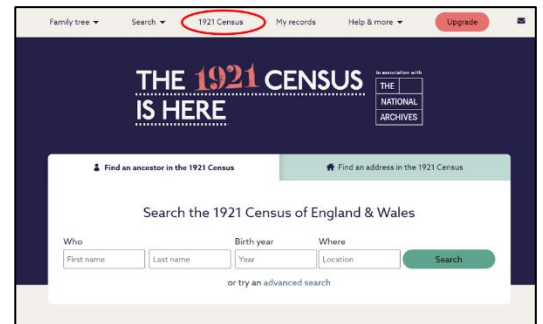 Family tree Search 1921 Census My records Help & more Upgrade
THE 1921 CENSUS
IS HERE
In association with
THE
NATIONAL
ARCHIVES
Find an ancestor in the 1921 Census
Find an address in the 1921 Census
Search the 1921 Census of England & Wales
Who Birth year Where
First name Last name Year Location Search
or try an advanced search